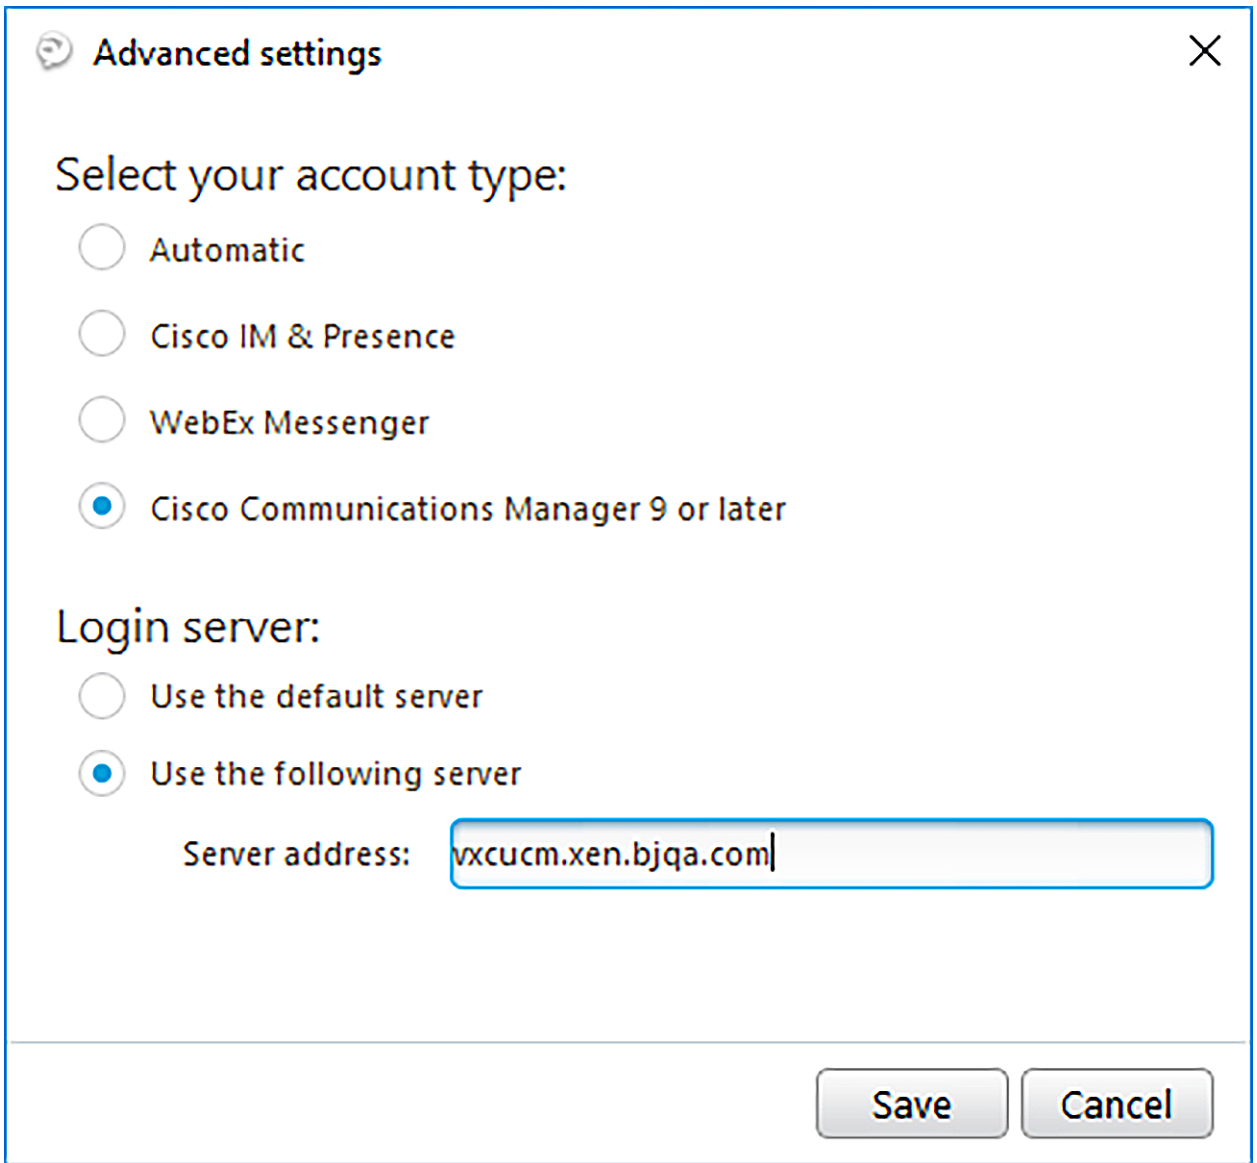 Advanced settings
Select your account type:
Automatic
Cisco IM & Presence
WebEx Messenger
Cisco Communications Manager 9 or later
Login server:
Use the default server
Use the following server
Server address: vxcucm.xen.bjqa.com
Save Cancel